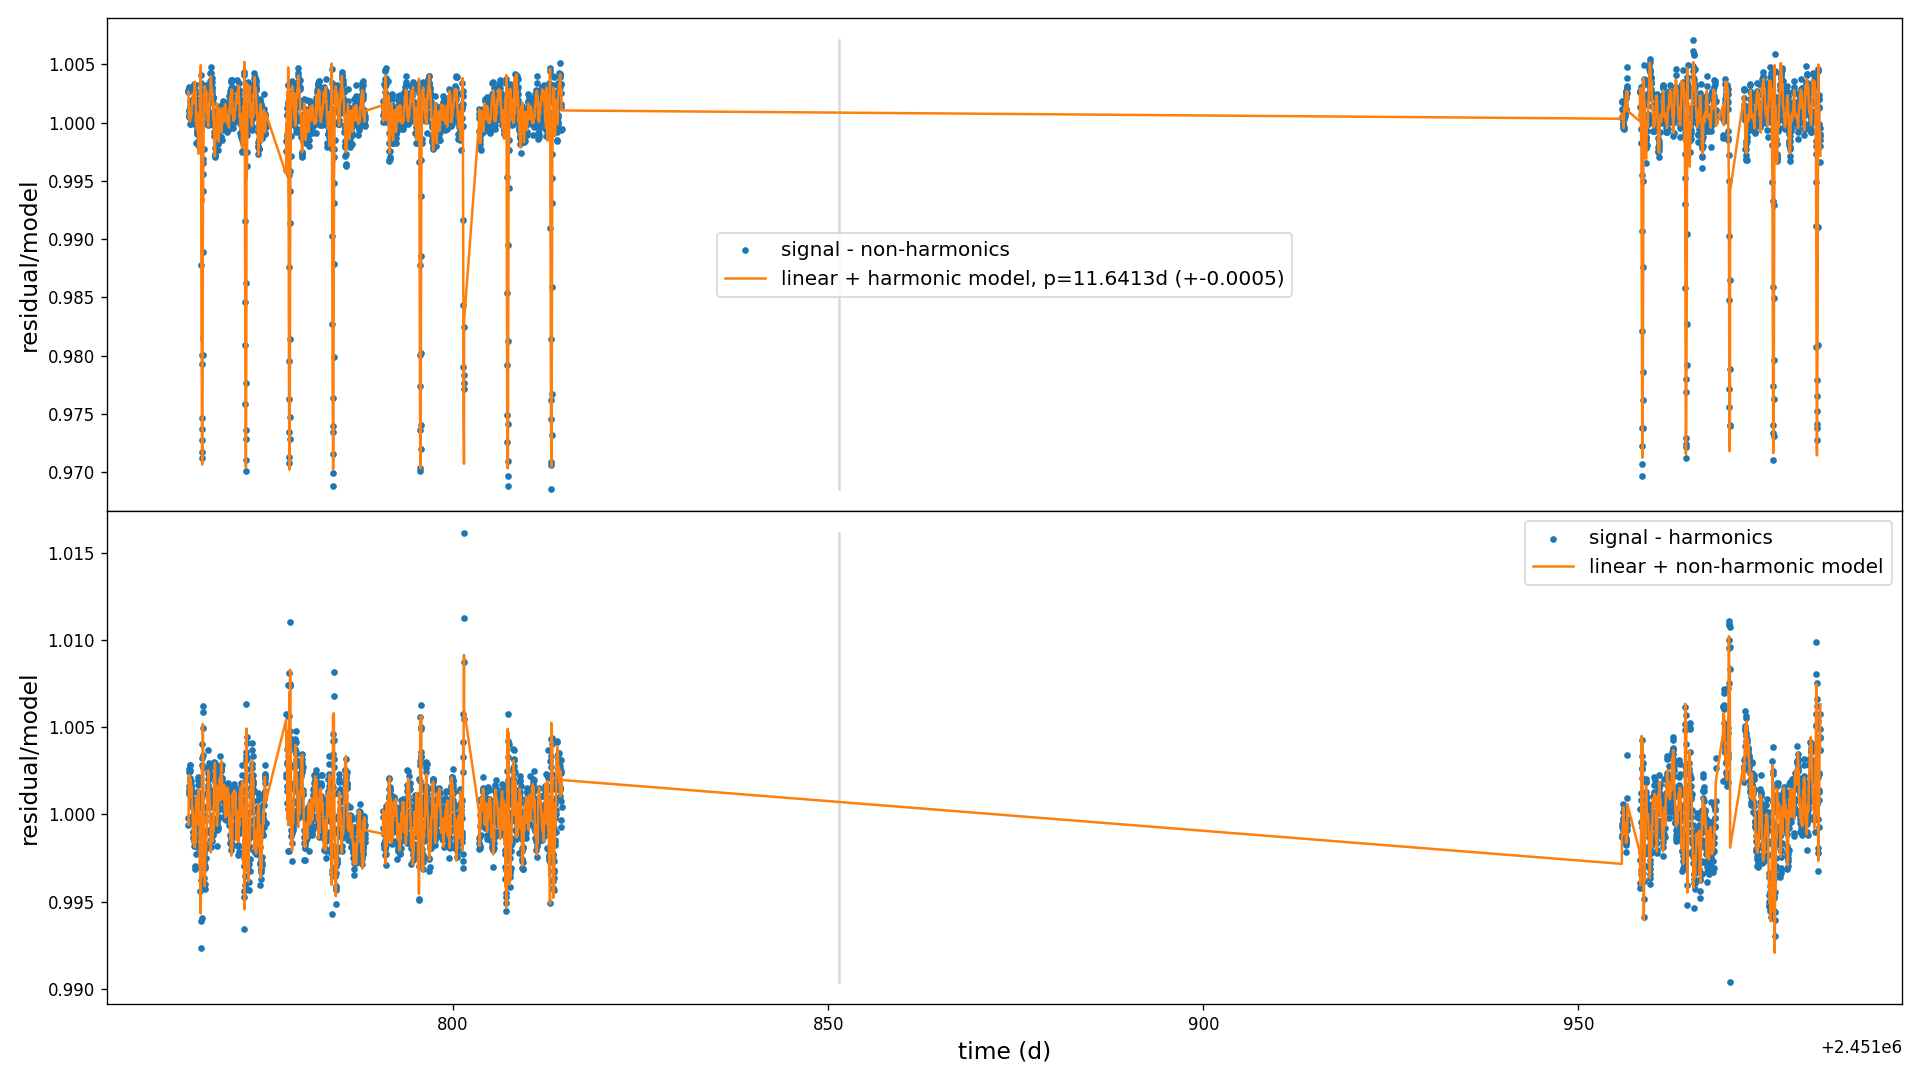 1.005
1.000
0.995
0.990
0.985
0.980
0.975
0.970
residual/model
signal - non-harmonics
linear + harmonic model, p=11.6413d (+-0.0005)
1.015
1.010
1.005
1.000
0.995
0.990
residual/model
signal - harmonics
linear + non-harmonic model
800
850
900
950
time (d)
+2.451e6